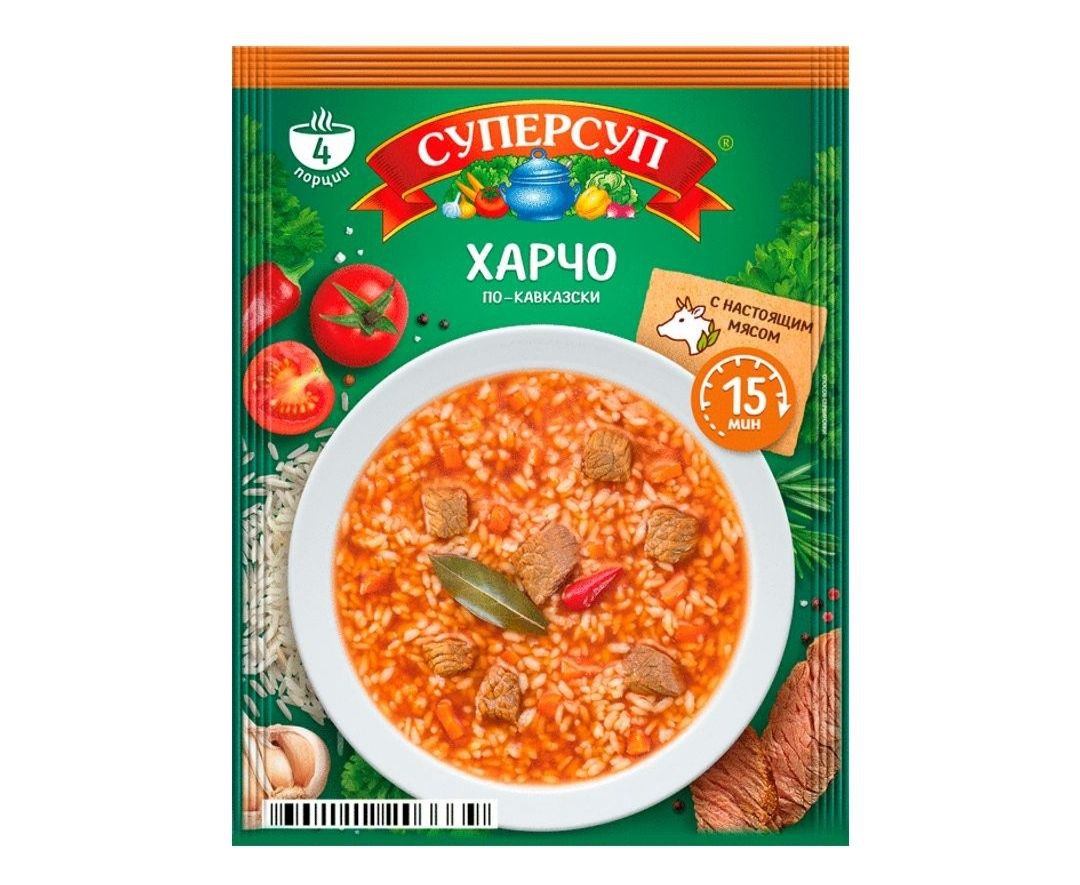 4
порции
СУПЕРСУП
®
ХАРЧО
ПО-КАВКАЗСКИ
С НАСТОЯЩИМ
МЯСОМ
15
МИН